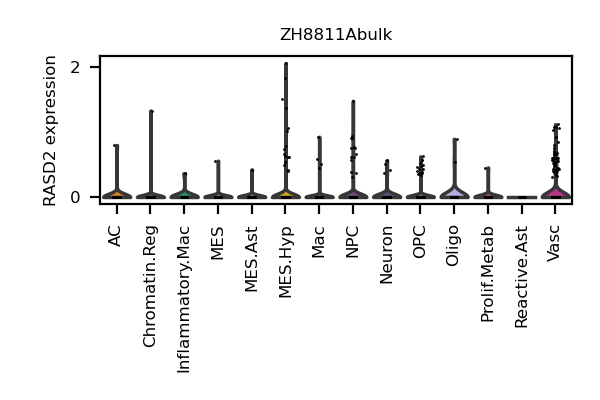 ZH8811Abulk
RASD2 expression
2
0
AC
Chromatin.Reg
Inflammatory.Mac
MES
MES.Ast
MES.Hyp
Mac
NPC
Neuron
OPC
Oligo
Prolif.Metab
Reactive.Ast
Vasc